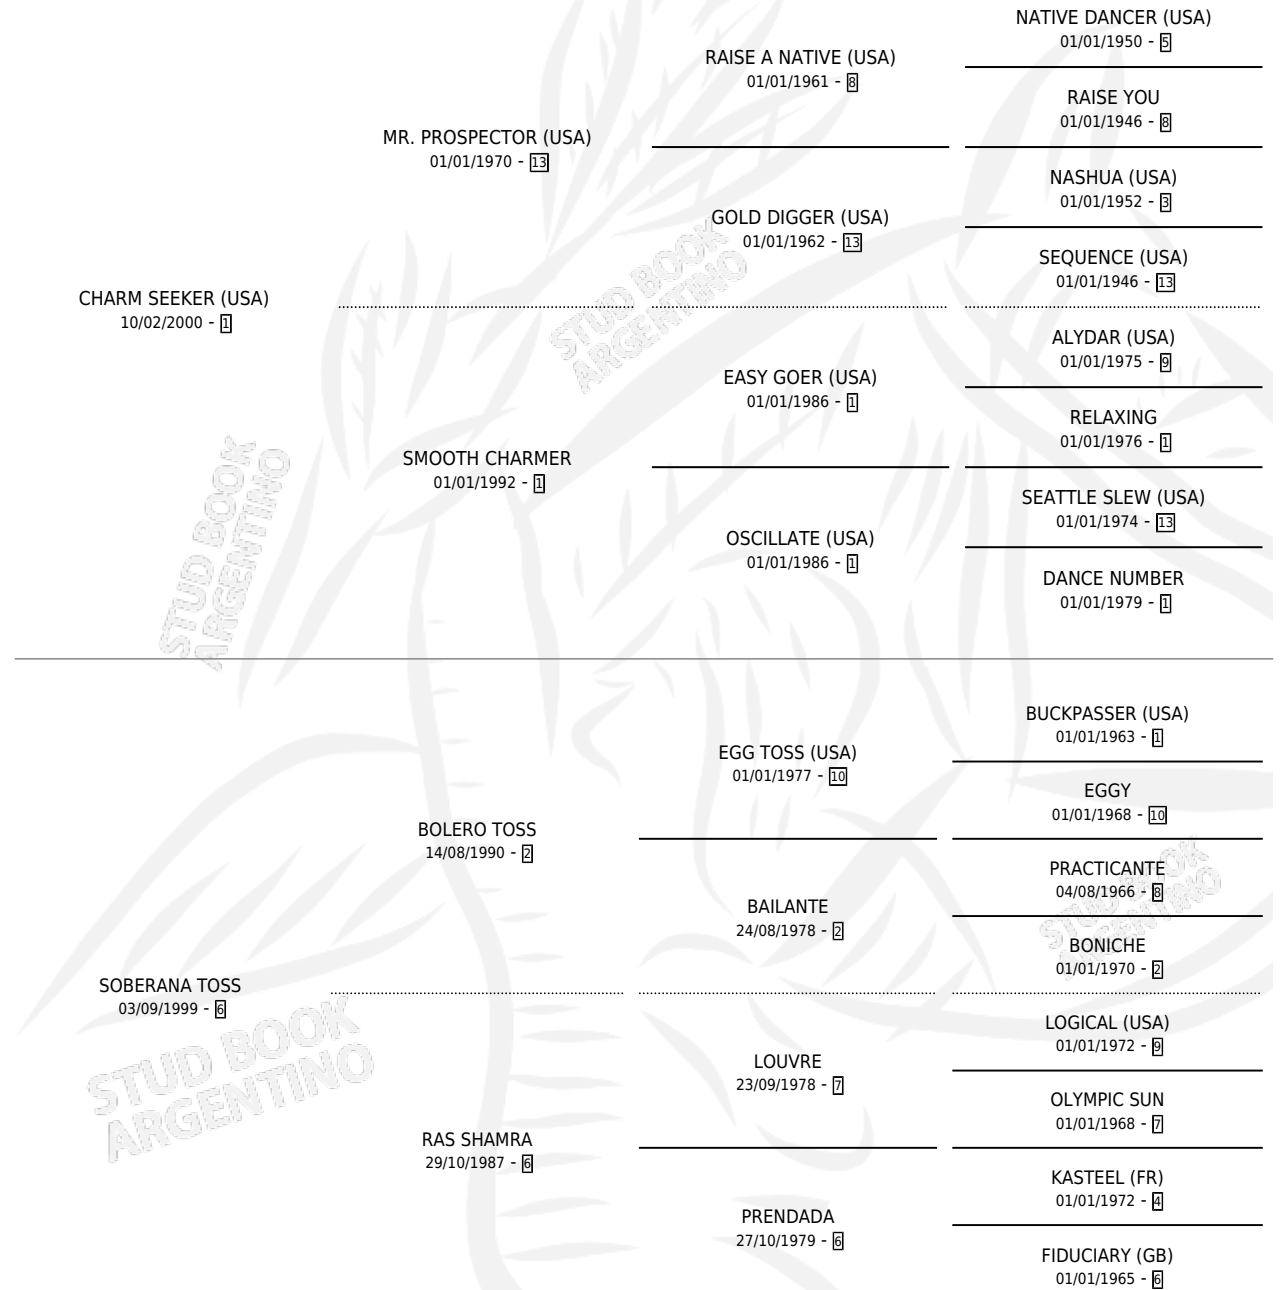 NATIVE DANCER (USA)
01/01/1950 - 5
RAISE A NATIVE (USA)
01/01/1961 - 8
RAISE YOU
01/01/1946 - 8
MR. PROSPECTOR (USA)
01/01/1970 - 13
NASHUA (USA)
01/01/1952 - 3
GOLD DIGGER (USA)
01/01/1962 - 13
SEQUENCE (USA)
01/01/1946 - 13
CHARM SEEKER (USA)
10/02/2000 - 1
STUD BOOK
ARGENTINO
ALYDAR (USA)
01/01/1975 - 9
EASY GOER (USA)
01/01/1986 - 1
RELAXING
01/01/1976 - 1
SMOOTH CHARMER
01/01/1992 - 1
SEATTLE SLEW (USA)
01/01/1974 - 13
OSCILLATE (USA)
01/01/1986 - 1
DANCE NUMBER
01/01/1979 - 1
STUD BOOK
ARGENTINO
BUCKPASSER (USA)
01/01/1963 - 1
EGG TOSS (USA)
01/01/1977 - 10
EGGY
01/01/1968 - 10
BOLERO TOSS
14/08/1990 - 2
PRACTICANTE
04/08/1966 - 8
BAILANTE
24/08/1978 - 2
STUD BOOK
ARGENTINO
BONICHE
01/01/1970 - 2
SOBERANA TOSS
03/09/1999 - 6
LOGICAL (USA)
01/01/1972 - 9
LOUVRE
23/09/1978 - 7
STUD BOOK
ARGENTINO
OLYMPIC SUN
01/01/1968 - 7
RAS SHAMRA
29/10/1987 - 6
KASTEEL (FR)
01/01/1972 - 4
PRENDADA
27/10/1979 - 6
FIDUCIARY (GB)
01/01/1965 - 6